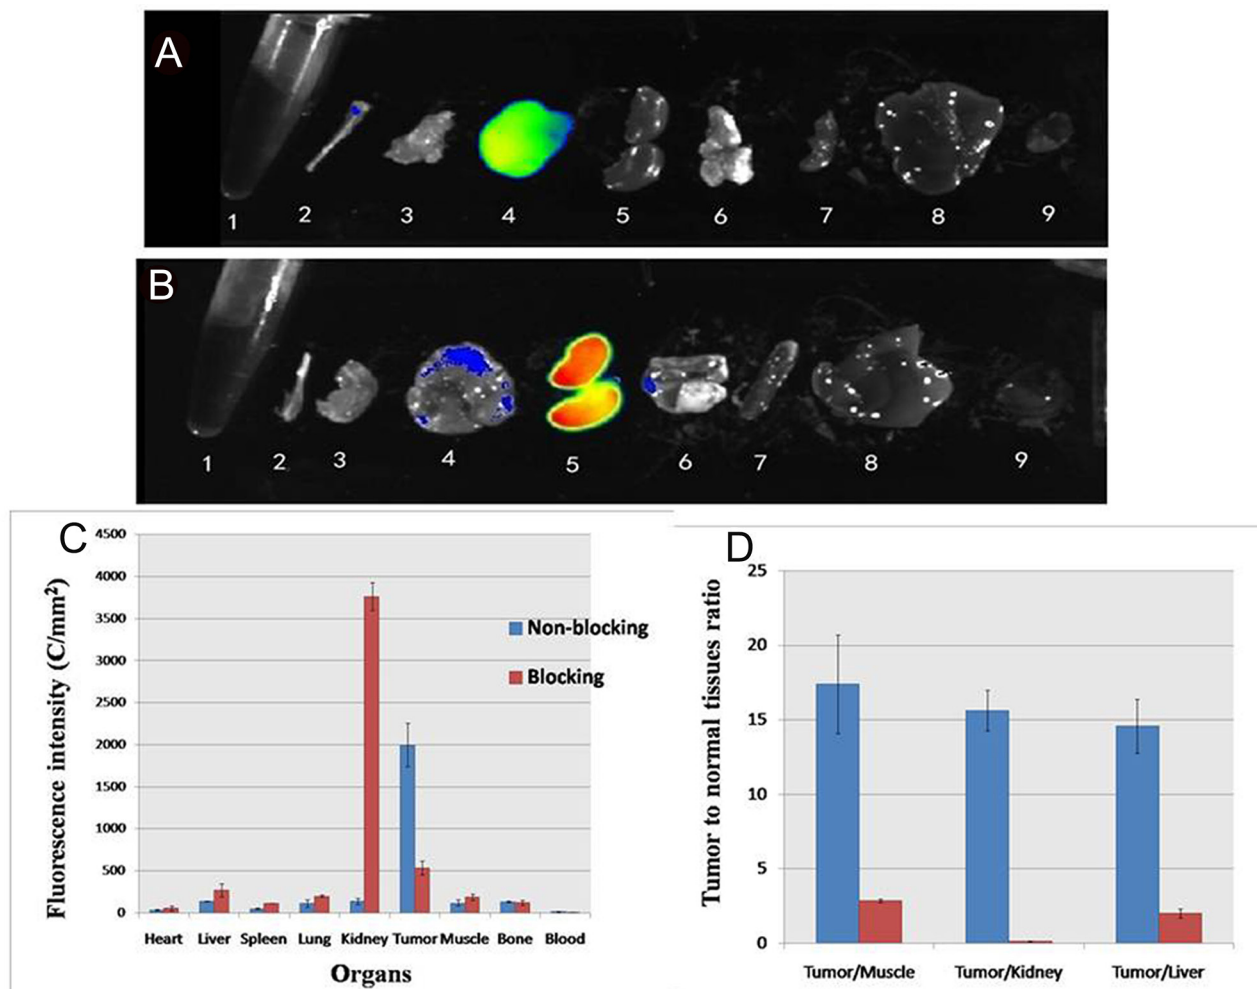 A
1 2 3 4 5 6 7 8 9
B
1 2 3 4 5 6 7 8 9
C
Fluorescence intensity (C/mm²)
4500
4000
3500
3000
2500
2000
1500
1000
500
0
Non-blocking
Blocking
Heart Liver Spleen Lung Kidney Tumor Muscle Bone Blood
Organs
D
Tumor to normal tissues ratio
25
20
15
10
5
0
Tumor/Muscle Tumor/Kidney Tumor/Liver